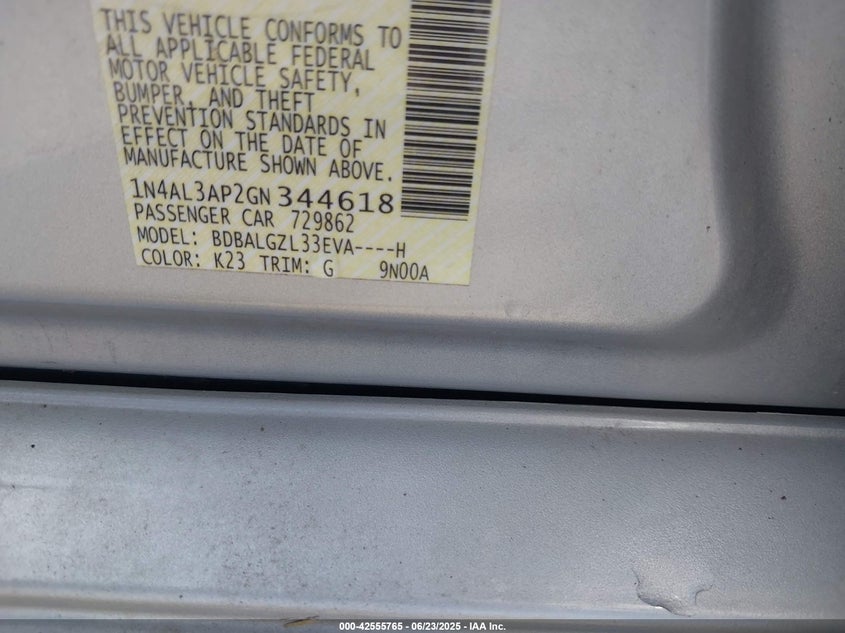 THIS VEHICLE CONFORMS TO
ALL APPLICABLE FEDERAL
MOTOR VEHICLE SAFETY,
BUMPER, AND THEFT
PREVENTION STANDARDS IN
EFFECT ON THE DATE OF
MANUFACTURE SHOWN ABOVE.
1N4AL3AP2GN344618
PASSENGER CAR 729862
MODEL: BDBALGZL33EVA----H
COLOR: K23 TRIM: G 9N00A
000-42555765 - 06/23/2025 - IAA Inc.